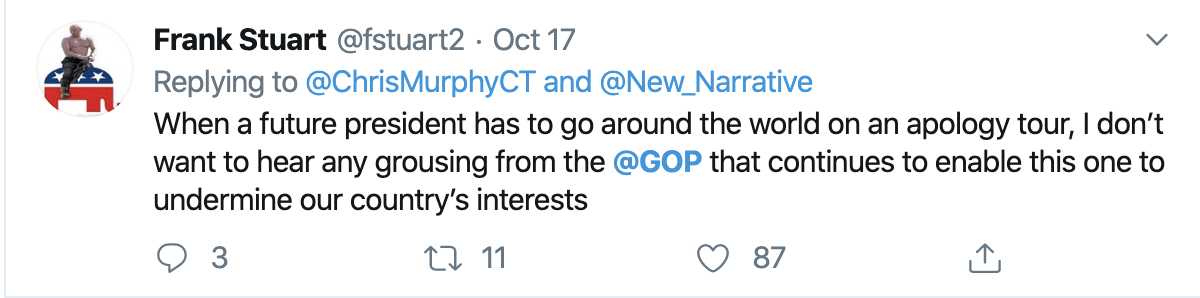 Frank Stuart @fstuart2 · Oct 17
Replying to @ChrisMurphyCT and @New_Narrative
When a future president has to go around the world on an apology tour, I don’t
want to hear any grousing from the @GOP that continues to enable this one to
undermine our country’s interests
3 11 87